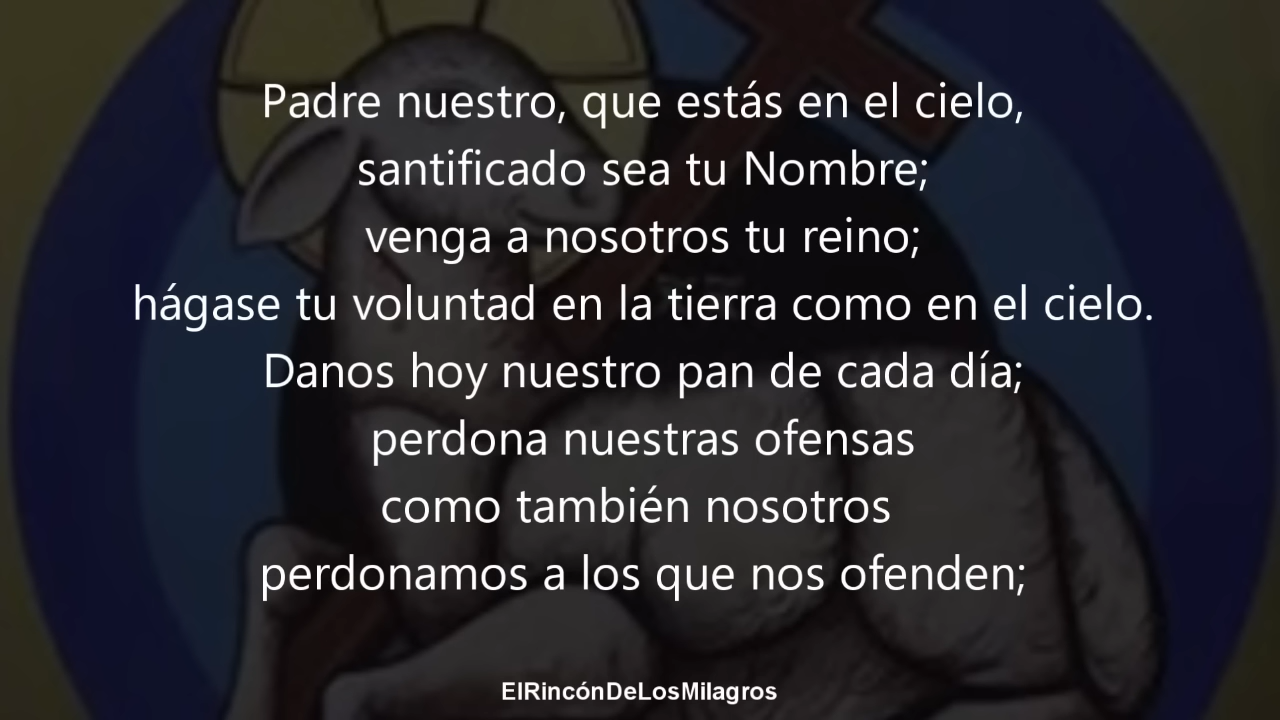 Padre nuestro, que estás en el cielo,
santificado sea tu Nombre;
venga a nosotros tu reino;
hágase tu voluntad en la tierra como en el cielo.
Danos hoy nuestro pan de cada día;
perdona nuestras ofensas
como también nosotros
perdonamos a los que nos ofenden;
ElRincónDeLosMilagros